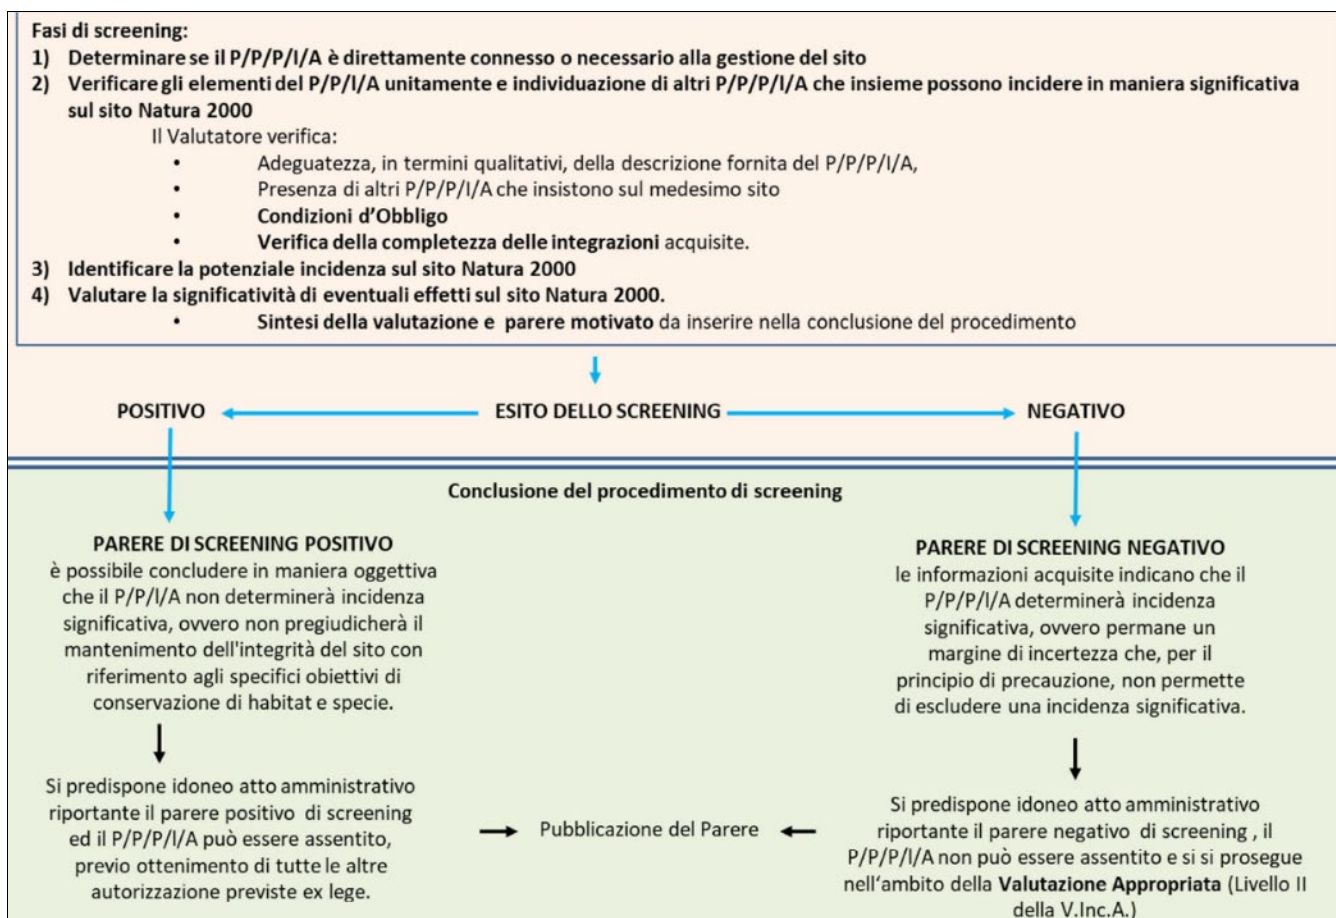 Fasi di screening:
1) Determinare se il P/P/P/I/A è direttamente connesso o necessario alla gestione del sito
2) Verificare gli elementi del P/P/I/A unitamente e individuazione di altri P/P/P/I/A che insieme possono incidere in maniera significativa
sul sito Natura 2000
Il Valutatore verifica:
• Adeguatezza, in termini qualitativi, della descrizione fornita del P/P/P/I/A,
• Presenza di altri P/P/P/I/A che insistono sul medesimo sito
• Condizioni d'Obbligo
• Verifica della completezza delle integrazioni acquisite.
3) Identificare la potenziale incidenza sul sito Natura 2000
4) Valutare la significatività di eventuali effetti sul sito Natura 2000.
• Sintesi della valutazione e parere motivato da inserire nella conclusione del procedimento
POSITIVO
ESITO DELLO SCREENING
NEGATIVO
Conclusione del procedimento di screening
PARERE DI SCREENING POSITIVO
è possibile concludere in maniera oggettiva
che il P/P/I/A non determinerà incidenza
significativa, ovvero non pregiudicherà il
mantenimento dell'integrità del sito con
riferimento agli specifici obiettivi di
conservazione di habitat e specie.
Si predispone idoneo atto amministrativo
riportante il parere positivo di screening
ed il P/P/P/I/A può essere assentito,
previo ottenimento di tutte le altre
autorizzazione previste ex lege.
Pubblicazione del Parere
PARERE DI SCREENING NEGATIVO
le informazioni acquisite indicano che il
P/P/P/I/A determinerà incidenza
significativa, ovvero permane un
margine di incertezza che, per il
principio di precauzione, non permette
di escludere una incidenza significativa.
Si predispone idoneo atto amministrativo
riportante il parere negativo di screening , il
P/P/P/I/A non può essere assentito e si si prosegue
nell'ambito della Valutazione Appropriata (Livello II
della V.Inc.A.)